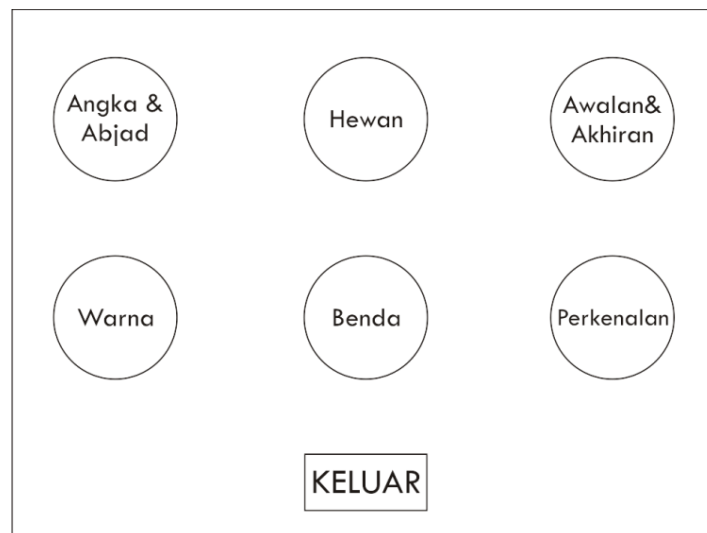 Angka &
Abjad
Hewan
Awalan&
Akhiran
Warna
Benda
Perkenalan
KELUAR